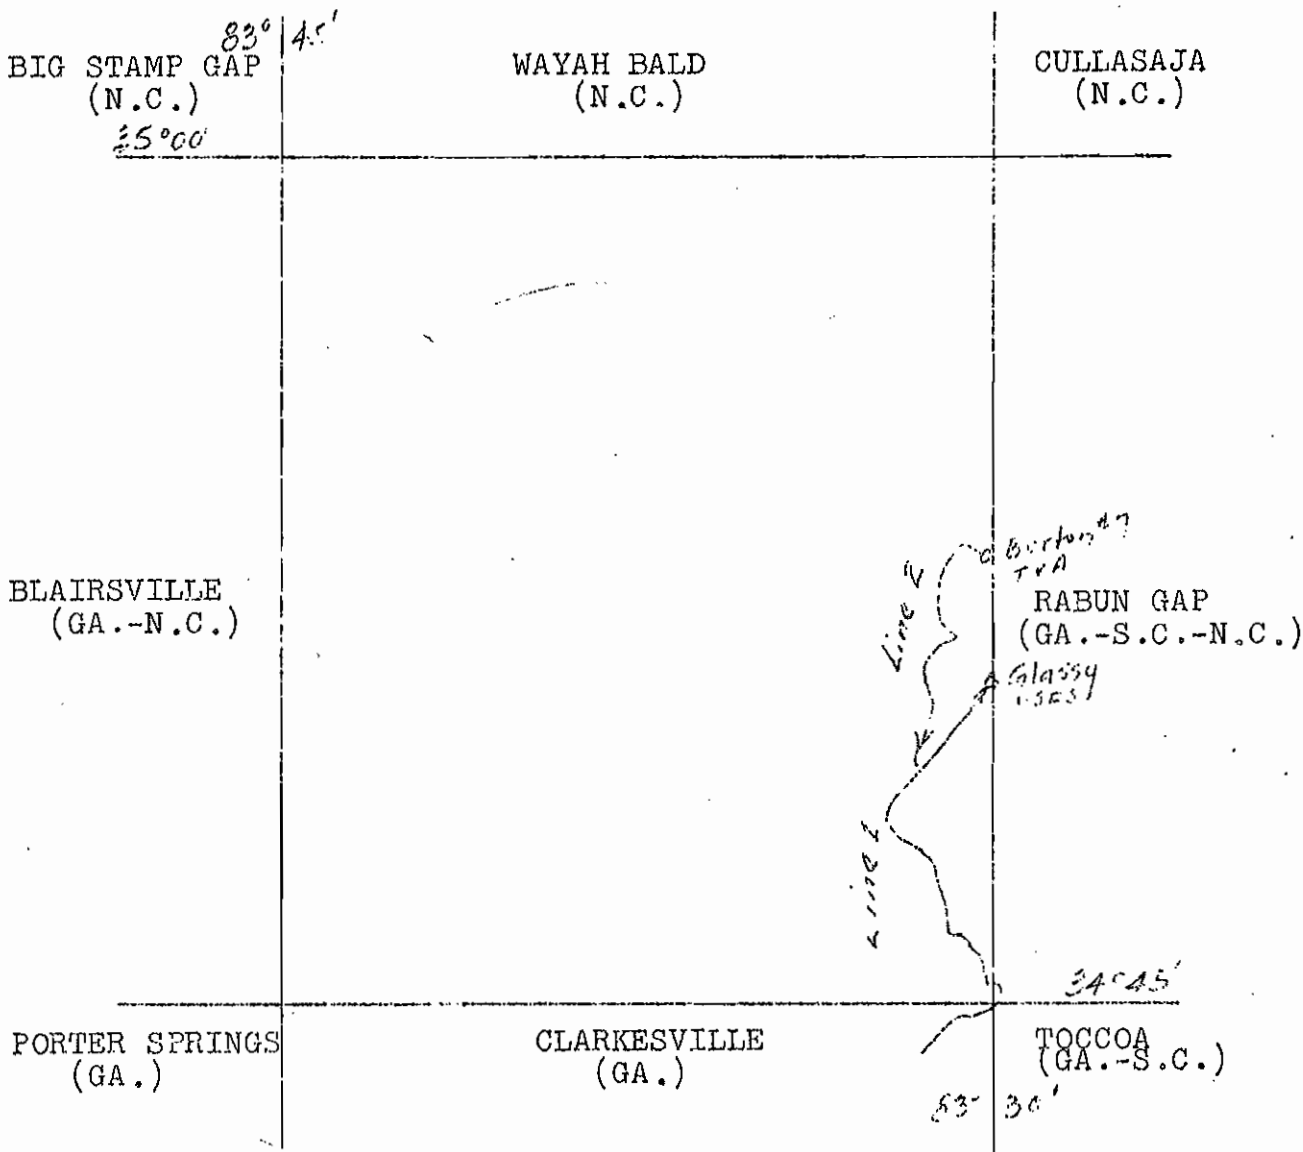 83° 45'
BIG STAMP GAP
(N.C.)
WAYAH BALD
(N.C.)
CULLASAJA
(N.C.)
35°00'
Burton #7
TVA
Line 2
BLAIRSVILLE
(GA.-N.C.)
RABUN GAP
(GA.-S.C.-N.C.)
Glassy
Line 1
34°45'
PORTER SPRINGS
(GA.)
CLARKESVILLE
(GA.)
TOCCOA
(GA.-S.C.)
83° 30'